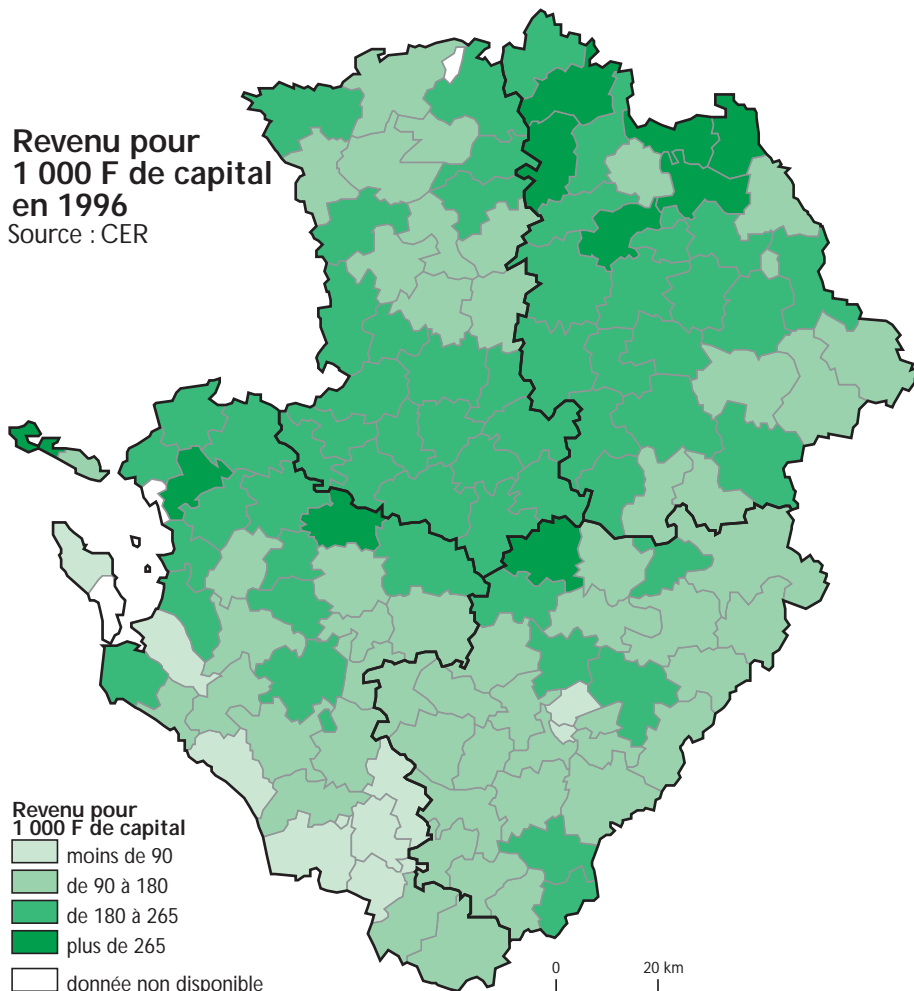 Revenu pour
1 000 F de capital
en 1996
Source : CER
Revenu pour
1 000 F de capital
moins de 90
de 90 à 180
de 180 à 265
plus de 265
donnée non disponible
0 20 km